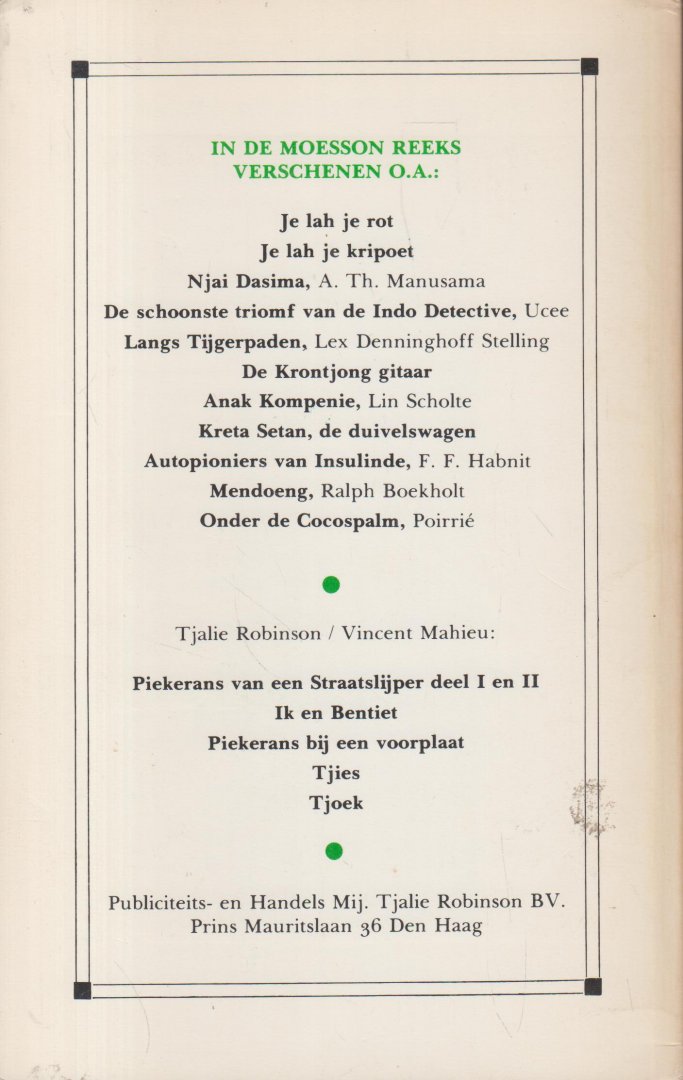 IN DE MOESSON REEKS
VERSCHENEN O.A.:
Je lah je rot
Je lah je kripoet
Njai Dasima, A. Th. Manusama
De schoonste triomf van de Indo Detective, Ucee
Langs Tijgerpaden, Lex Denninghoff Stelling
De Krontjong gitaar
Anak Kompenie, Lin Scholte
Kreta Setan, de duivelswagen
Autopioniers van Insulinde, F. F. Habnit
Mendoeng, Ralph Boekholt
Onder de Cocospalm, Poirrié
Tjalie Robinson / Vincent Mahieu:
Piekerans van een Straatslijper deel I en II
Ik en Bentiet
Piekerans bij een voorplaat
Tjies
Tjoek
Publiciteits- en Handels Mij. Tjalie Robinson BV.
Prins Mauritslaan 36 Den Haag